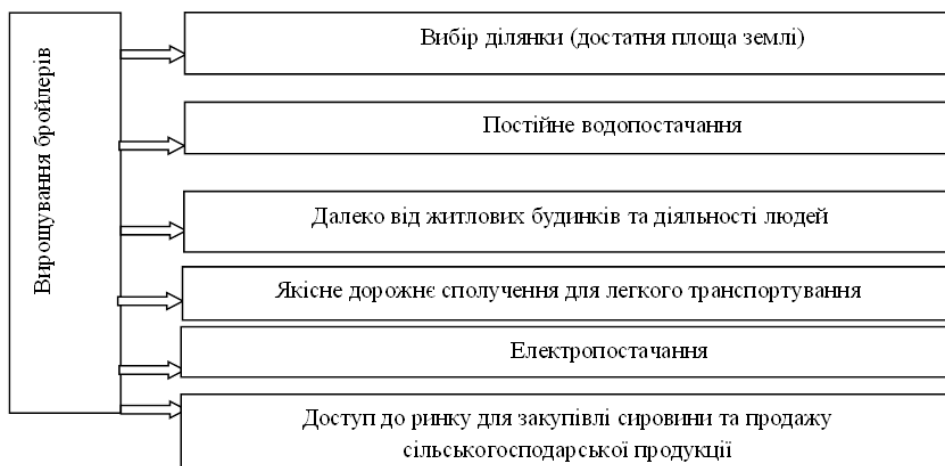 Вирощування бройлерів
Вибір ділянки (достатня площа землі)
Постійне водопостачання
Далеко від житлових будинків та діяльності людей
Якісне дорожнє сполучення для легкого транспортування
Електропостачання
Доступ до ринку для закупівлі сировини та продажу
сільськогосподарської продукції